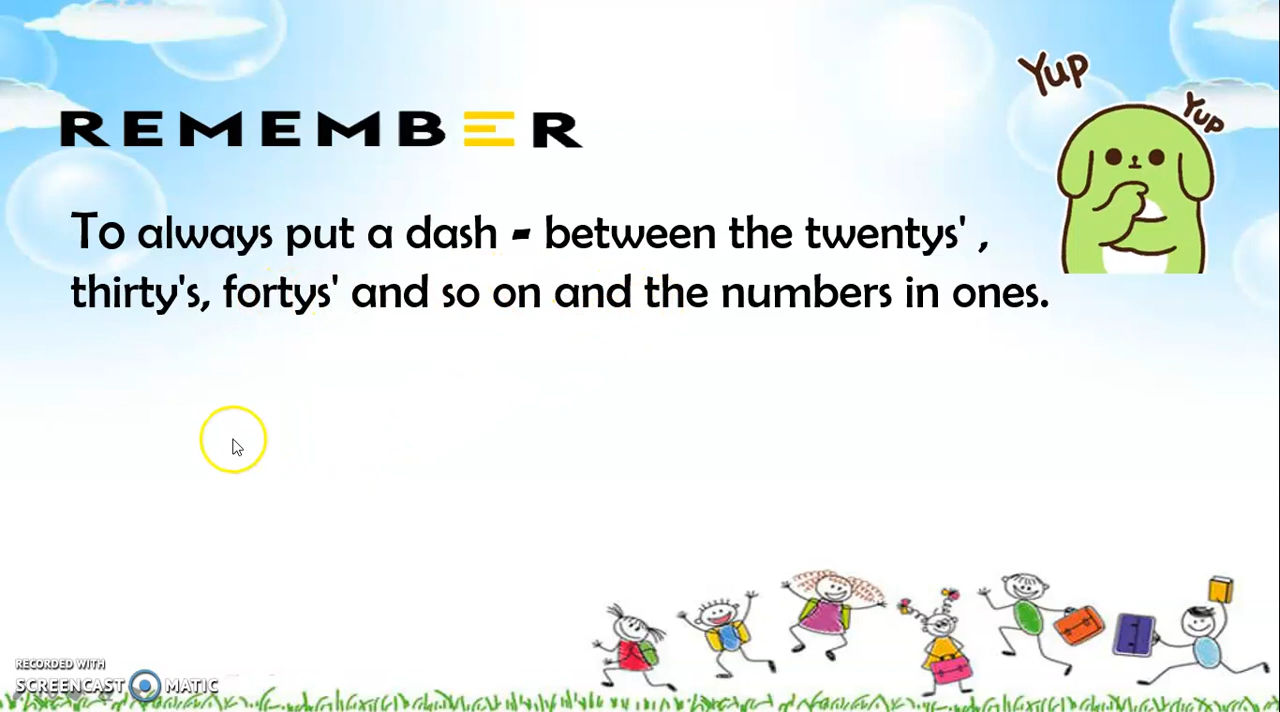 Yup
Yup
REMEMBER
To always put a dash - between the twentys' ,
thirty's, fortys' and so on and the numbers in ones.
RECORDED WITH
SCREENCAST MATIC